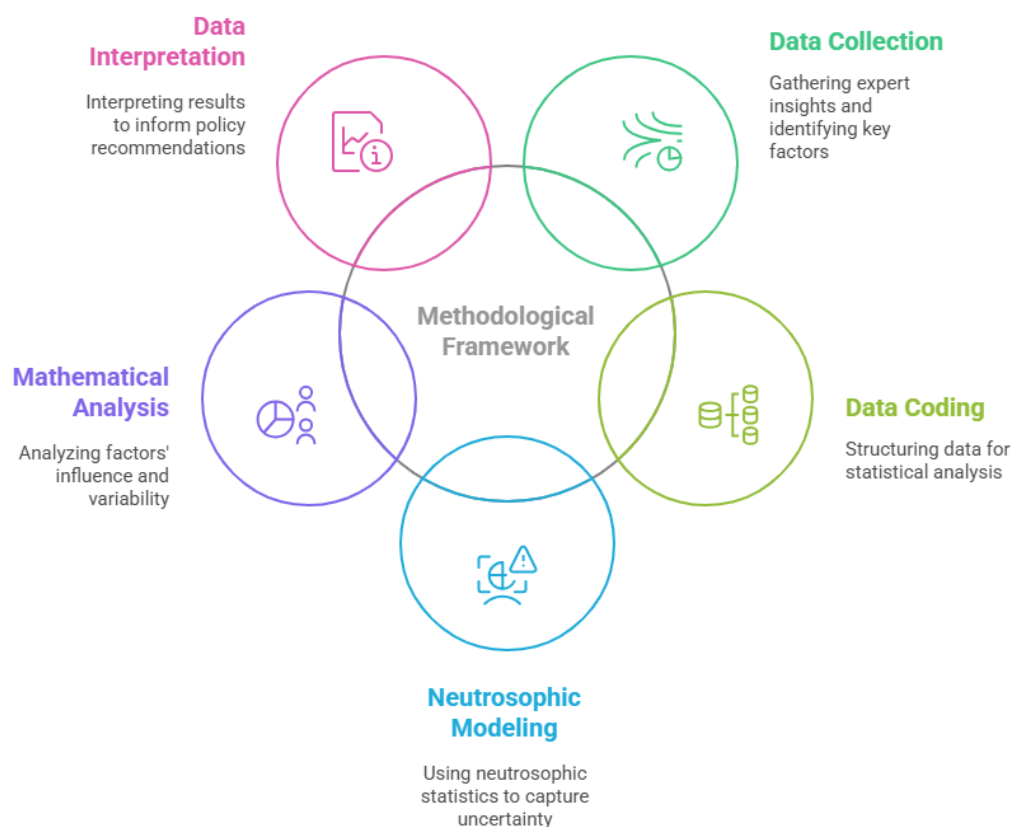 Data
Interpretation
Interpreting results
to inform policy
recommendations
Data Collection
Gathering expert
insights and
identifying key
factors
Methodological
Framework
Mathematical
Analysis
Analyzing factors'
influence and
variability
Data Coding
Structuring data for
statistical analysis
Neutrosophic
Modeling
Using neutrosophic
statistics to capture
uncertainty